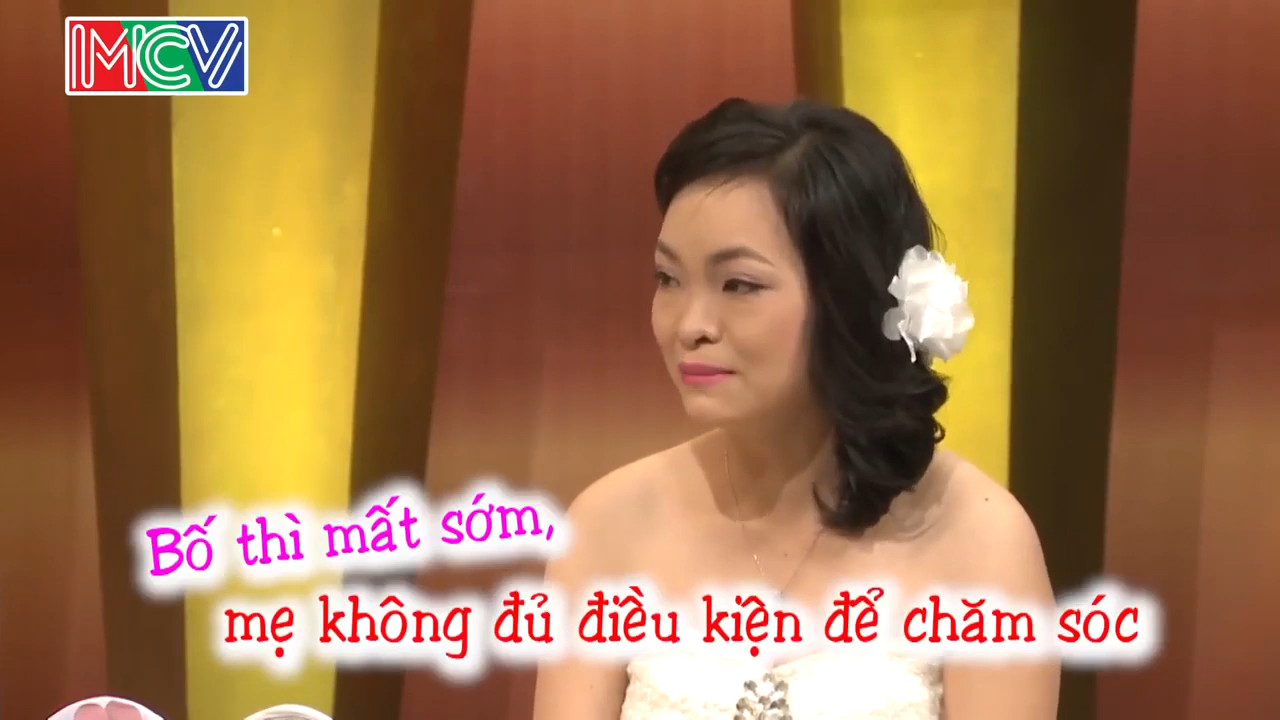 MCV
Bố thì mất sớm,
mẹ không đủ điều kiện để chăm sóc